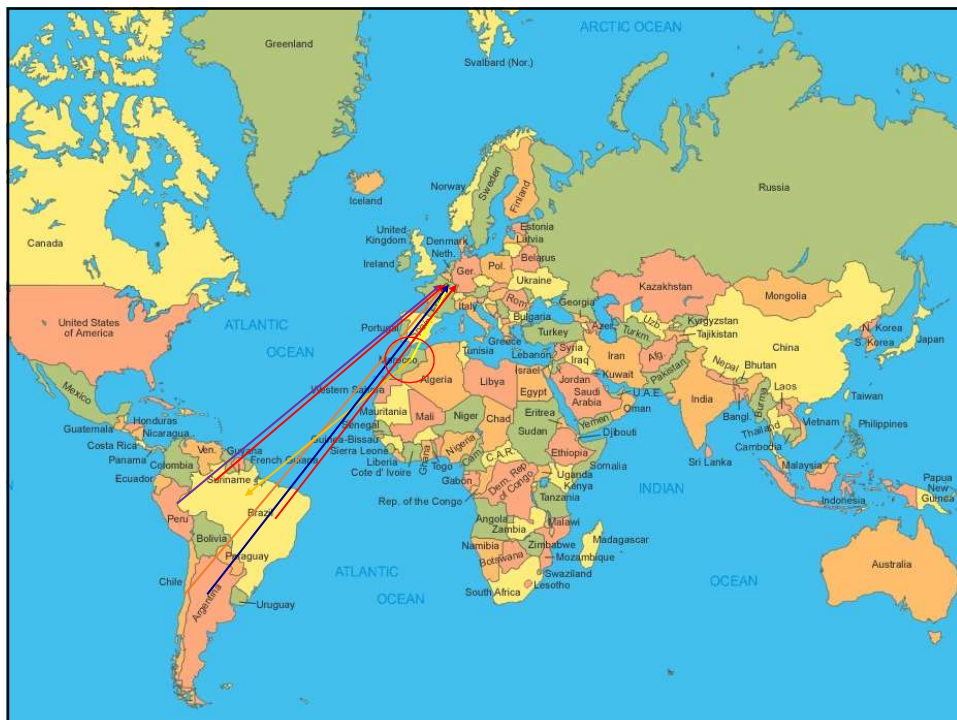 ARCTIC OCEAN
Greenland
Svalbard (Nor.)
Russia
Norway
Sweden
Finland
Iceland
Canada
United
Kingdom
Ireland
Denmark
Neth.
Estonia
Latvia
Belarus
Ger.
Pol.
Ukraine
Kazakhstan
Mongolia
United States
of America
ATLANTIC
OCEAN
Portugal
Italy
Rom.
Bulgaria
Greece
Turkey
Georgia
Azer.
Uzb.
Turkm.
Kyrgyzstan
Tajikistan
China
N. Korea
S. Korea
Japan
Morocco
Tunisia
Lebanon
Israel
Syria
Iraq
Iran
Afg.
Pakistan
Nepal
Bhutan
Jordan
Kuwait
Saudi
Arabia
U.A.E.
Oman
Yemen
India
Bangl.
Burma
Laos
Thailand
Vietnam
Cambodia
Taiwan
Philippines
Sri Lanka
Malaysia
Indonesia
Papua
New
Guinea
Western Sahara
Algeria
Libya
Egypt
Mauritania
Mali
Niger
Chad
Sudan
Eritrea
Djibouti
Ethiopia
Somalia
Senegal
Guinea-Bissau
Sierra Leone
Liberia
Cote d' Ivoire
Ghana
Togo
Nigeria
Cam.
C.A.R.
Gabon
Rep. of the Congo
Dem. Rep.
of Congo
Uganda
Kenya
Tanzania
Angola
Zambia
Malawi
Mozambique
Zimbabwe
Madagascar
Namibia
Botswana
Swaziland
Lesotho
South Africa
Mexico
Guatemala
Honduras
Nicaragua
Costa Rica
Panama
Ven.
Guyana
French Guiana
Suriname
Colombia
Ecuador
Peru
Brazil
Bolivia
Paraguay
Chile
Argentina
Uruguay
ATLANTIC
OCEAN
INDIAN
OCEAN
Australia